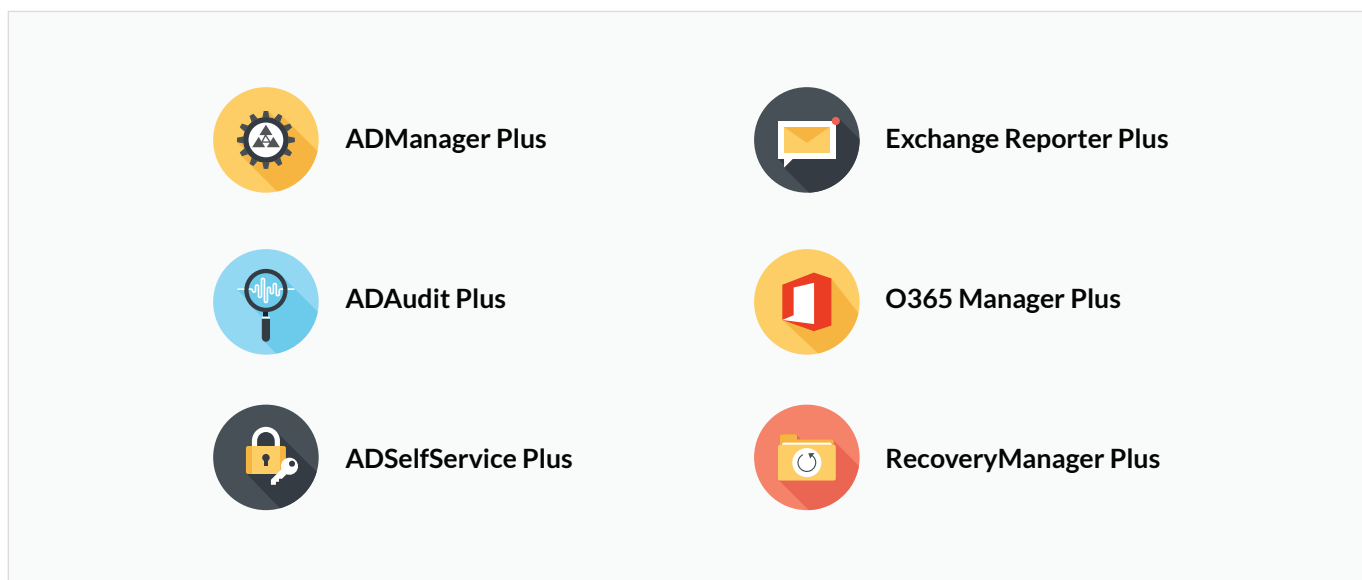 ADManager Plus
Exchange Reporter Plus
ADAudit Plus
O365 Manager Plus
ADSelfService Plus
RecoveryManager Plus